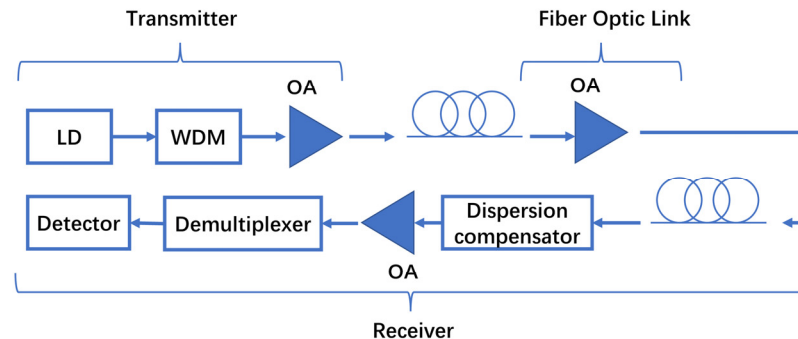 Transmitter
Fiber Optic Link
OA
OA
LD
WDM
Detector
Demultiplexer
Dispersion
compensator
OA
Receiver